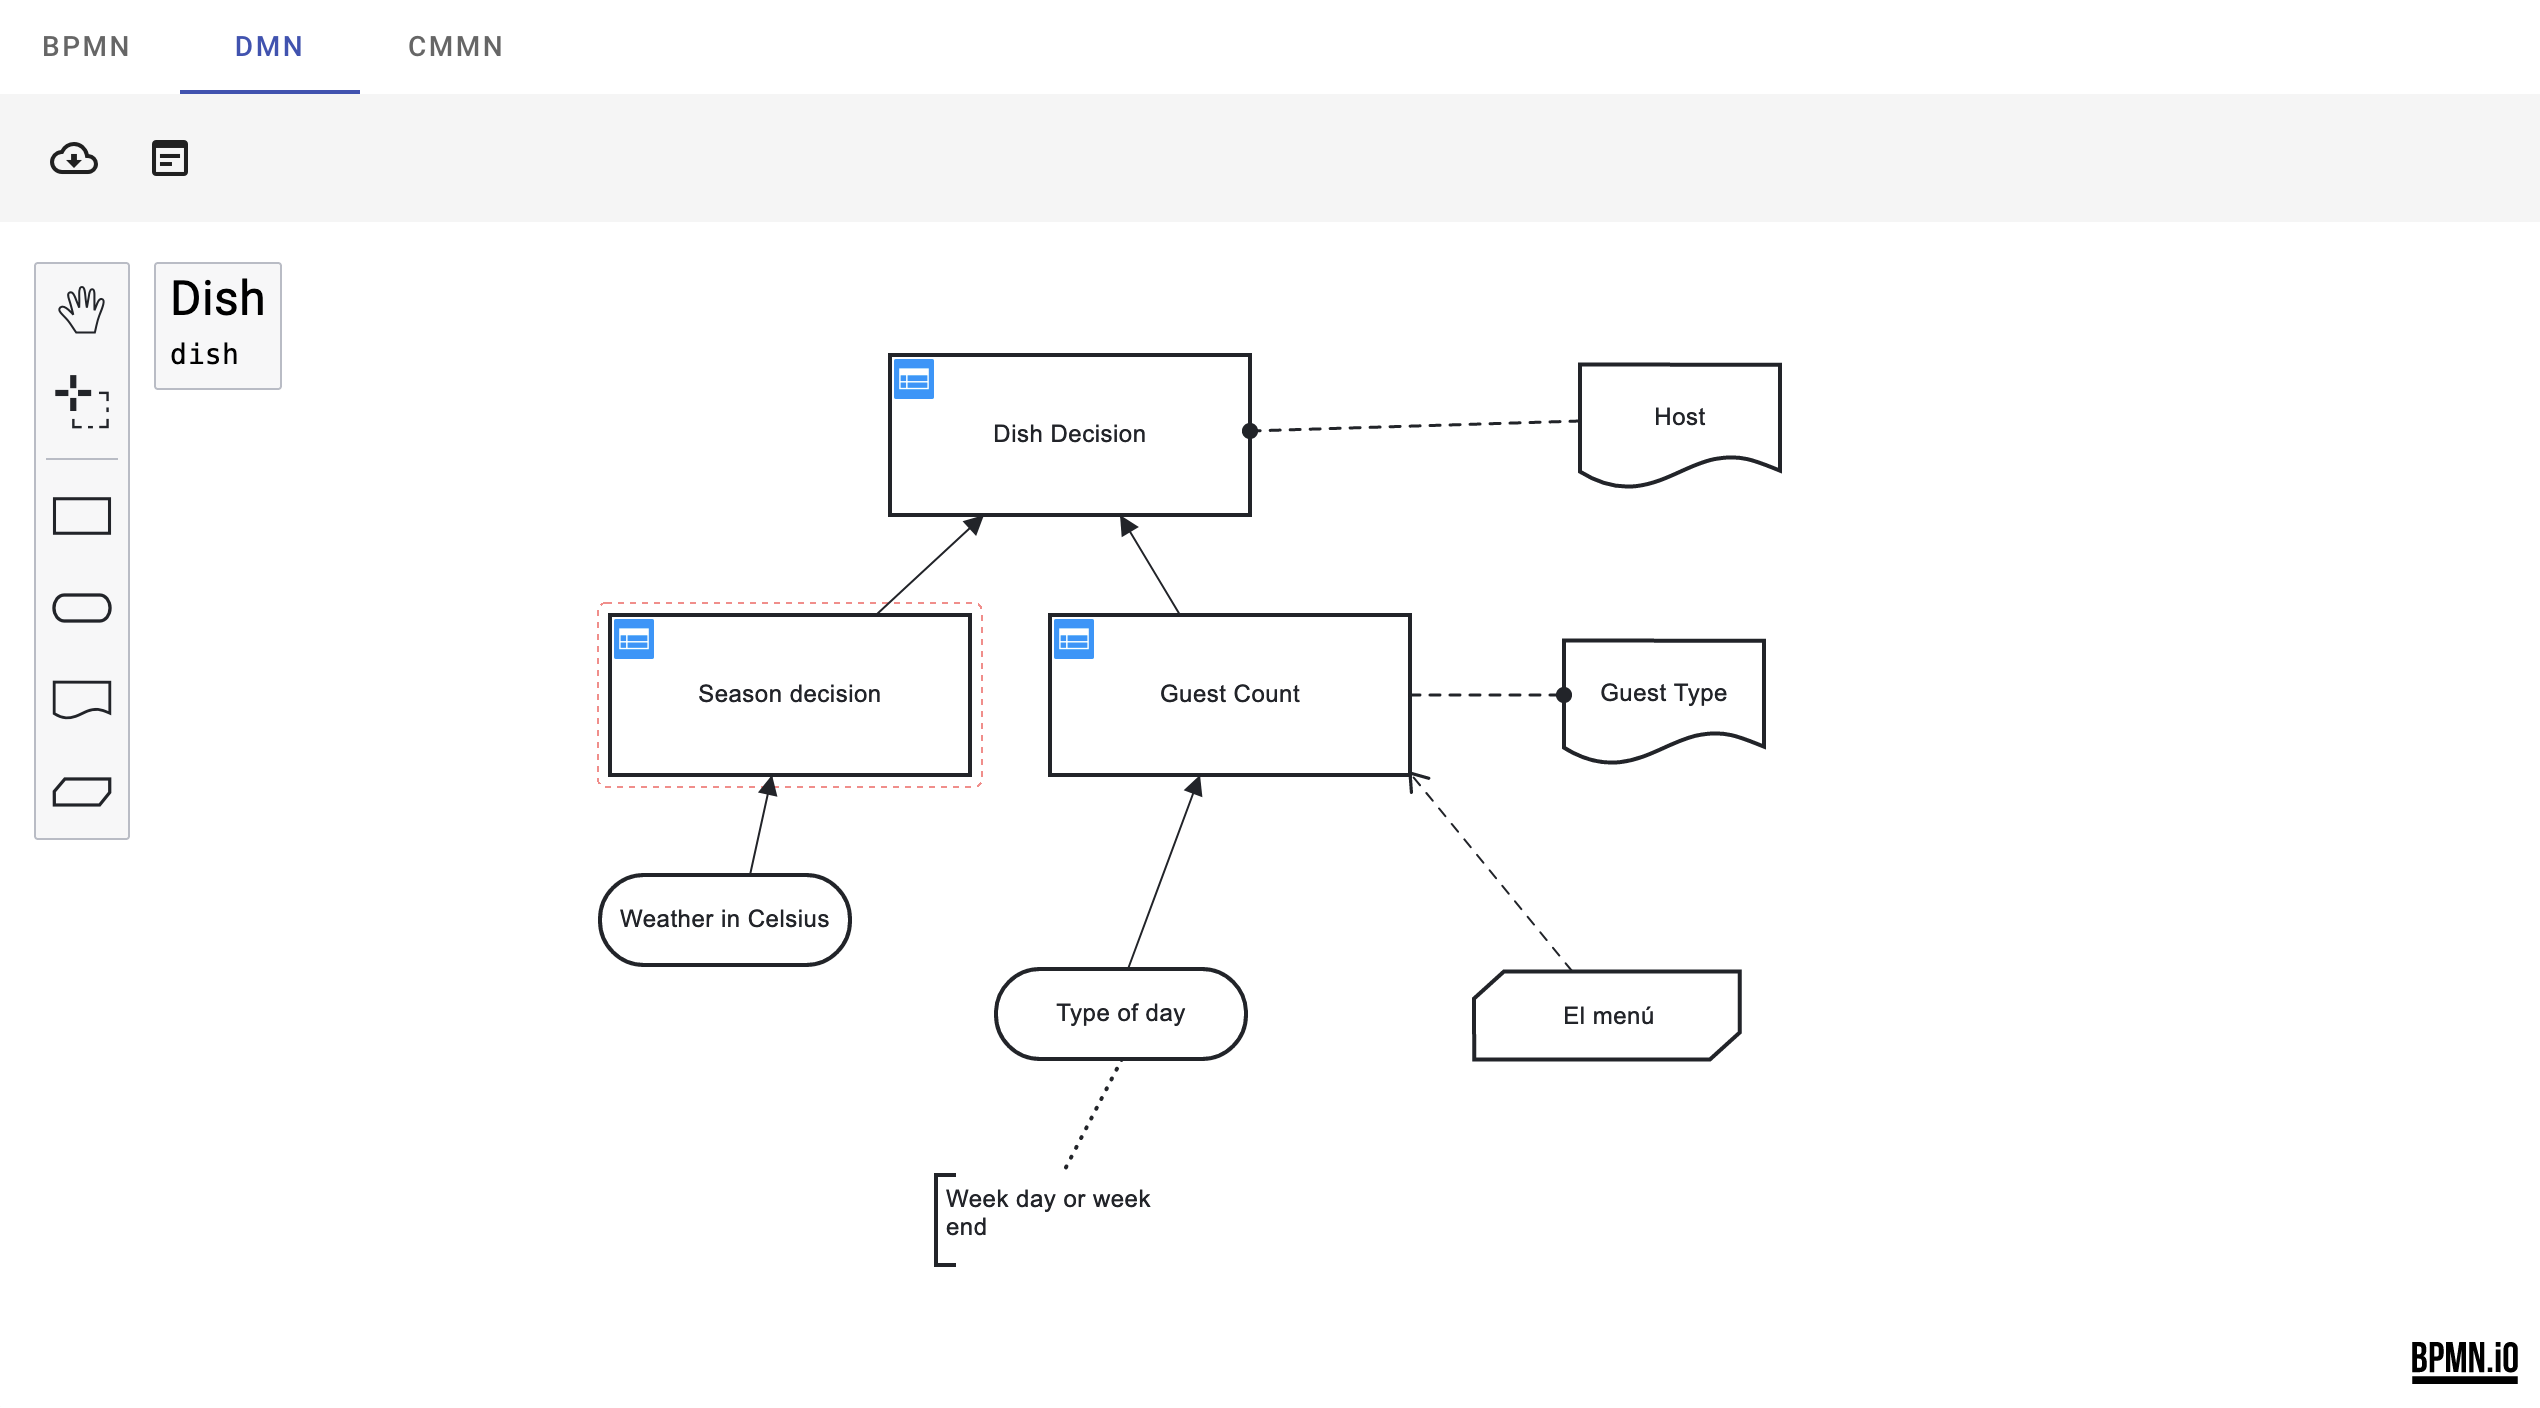 BPMN
DMN
CMMN
Dish
dish
Dish Decision
Host
Season decision
Guest Count
Guest Type
Weather in Celsius
Type of day
El menú
Week day or week
end
BPMN.iO